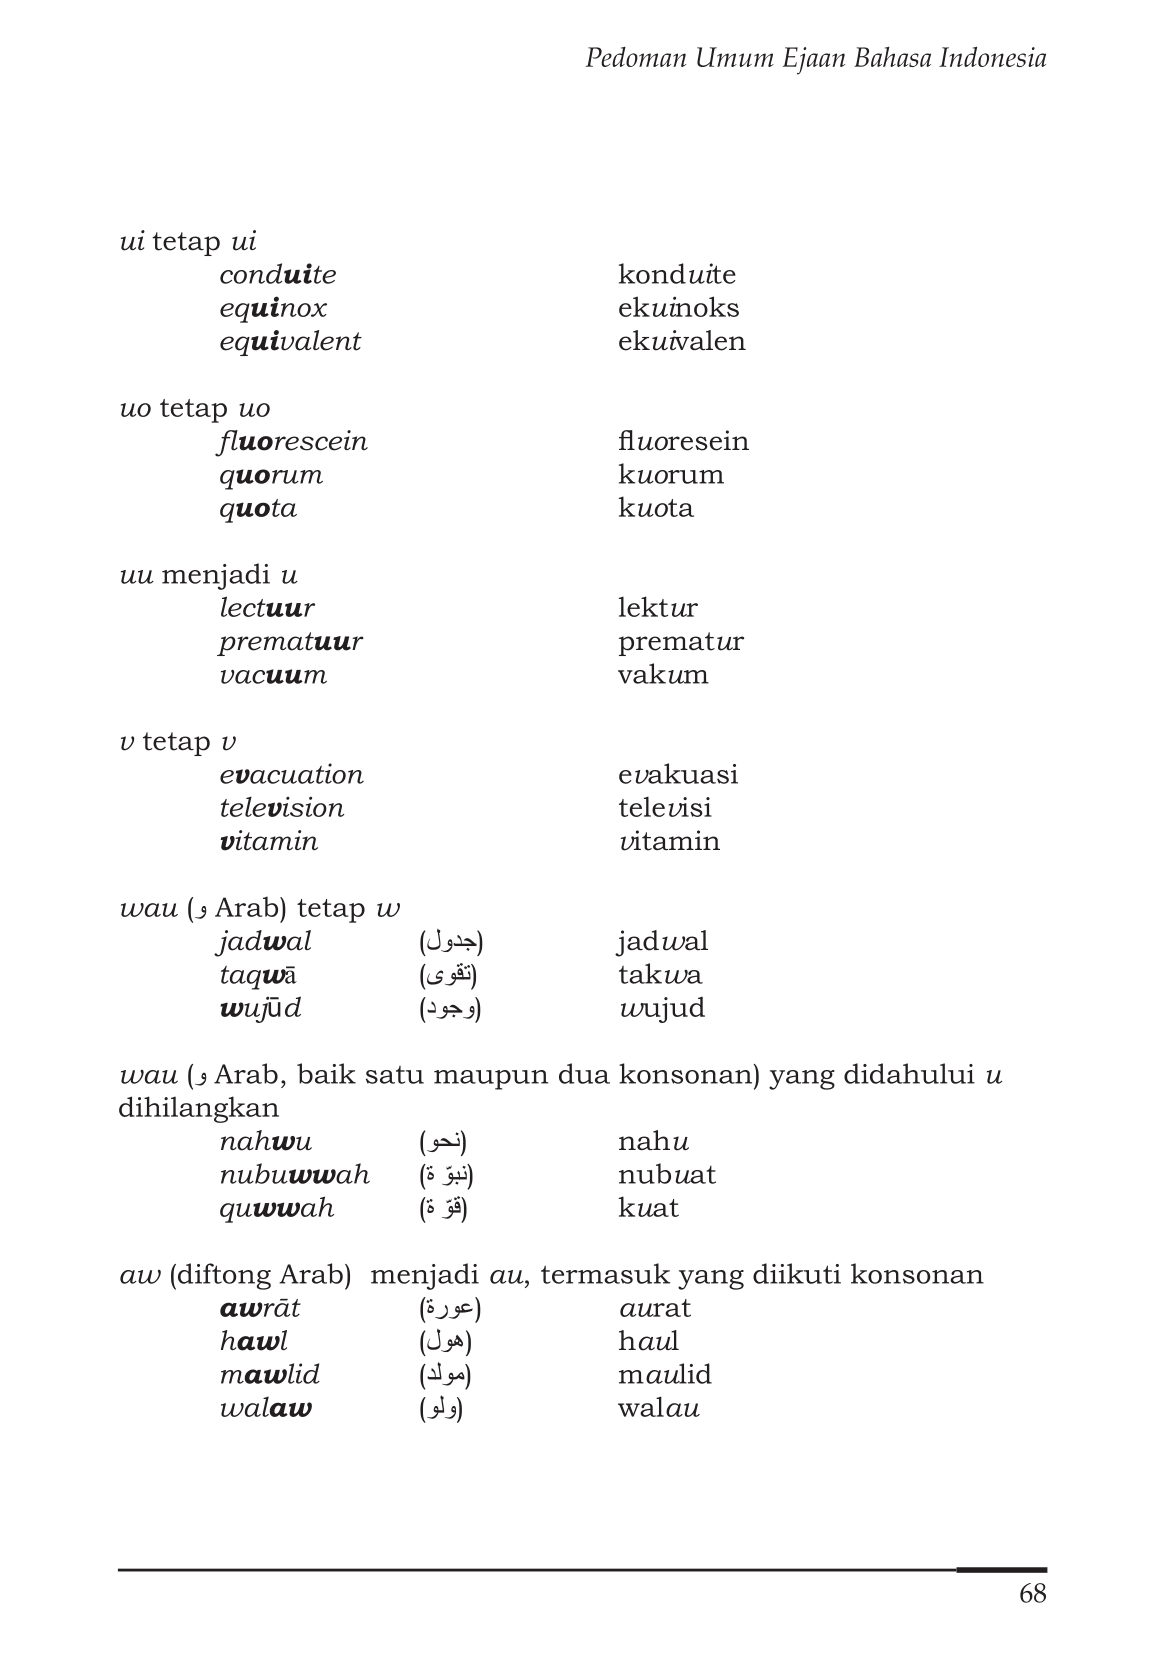 Pedoman Umum Ejaan Bahasa Indonesia
ui tetap ui
conduite konduite
equinox ekuinoks
equivalent ekuivalen
uo tetap uo
fluorescein fluoresein
quorum kuorum
quota kuota
uu menjadi u
lectuur lektur
prematuur prematur
vacuum vakum
v tetap v
evacuation evakuasi
television televisi
vitamin vitamin
wau (و Arab) tetap w
jadwal (جدول) jadwal
taqwā (تقوى) takwa
wujūd (وجود) wujud
wau (و Arab, baik satu maupun dua konsonan) yang didahului u
dihilangkan
nahwu (نحو) nahu
nubuwwah (نبوّ ة) nubuat
quwwah (قوّ ة) kuat
aw (diftong Arab) menjadi au, termasuk yang diikuti konsonan
awrāt (عورة) aurat
hawl (هول) haul
mawlid (مولد) maulid
walaw (ولو) walau
68